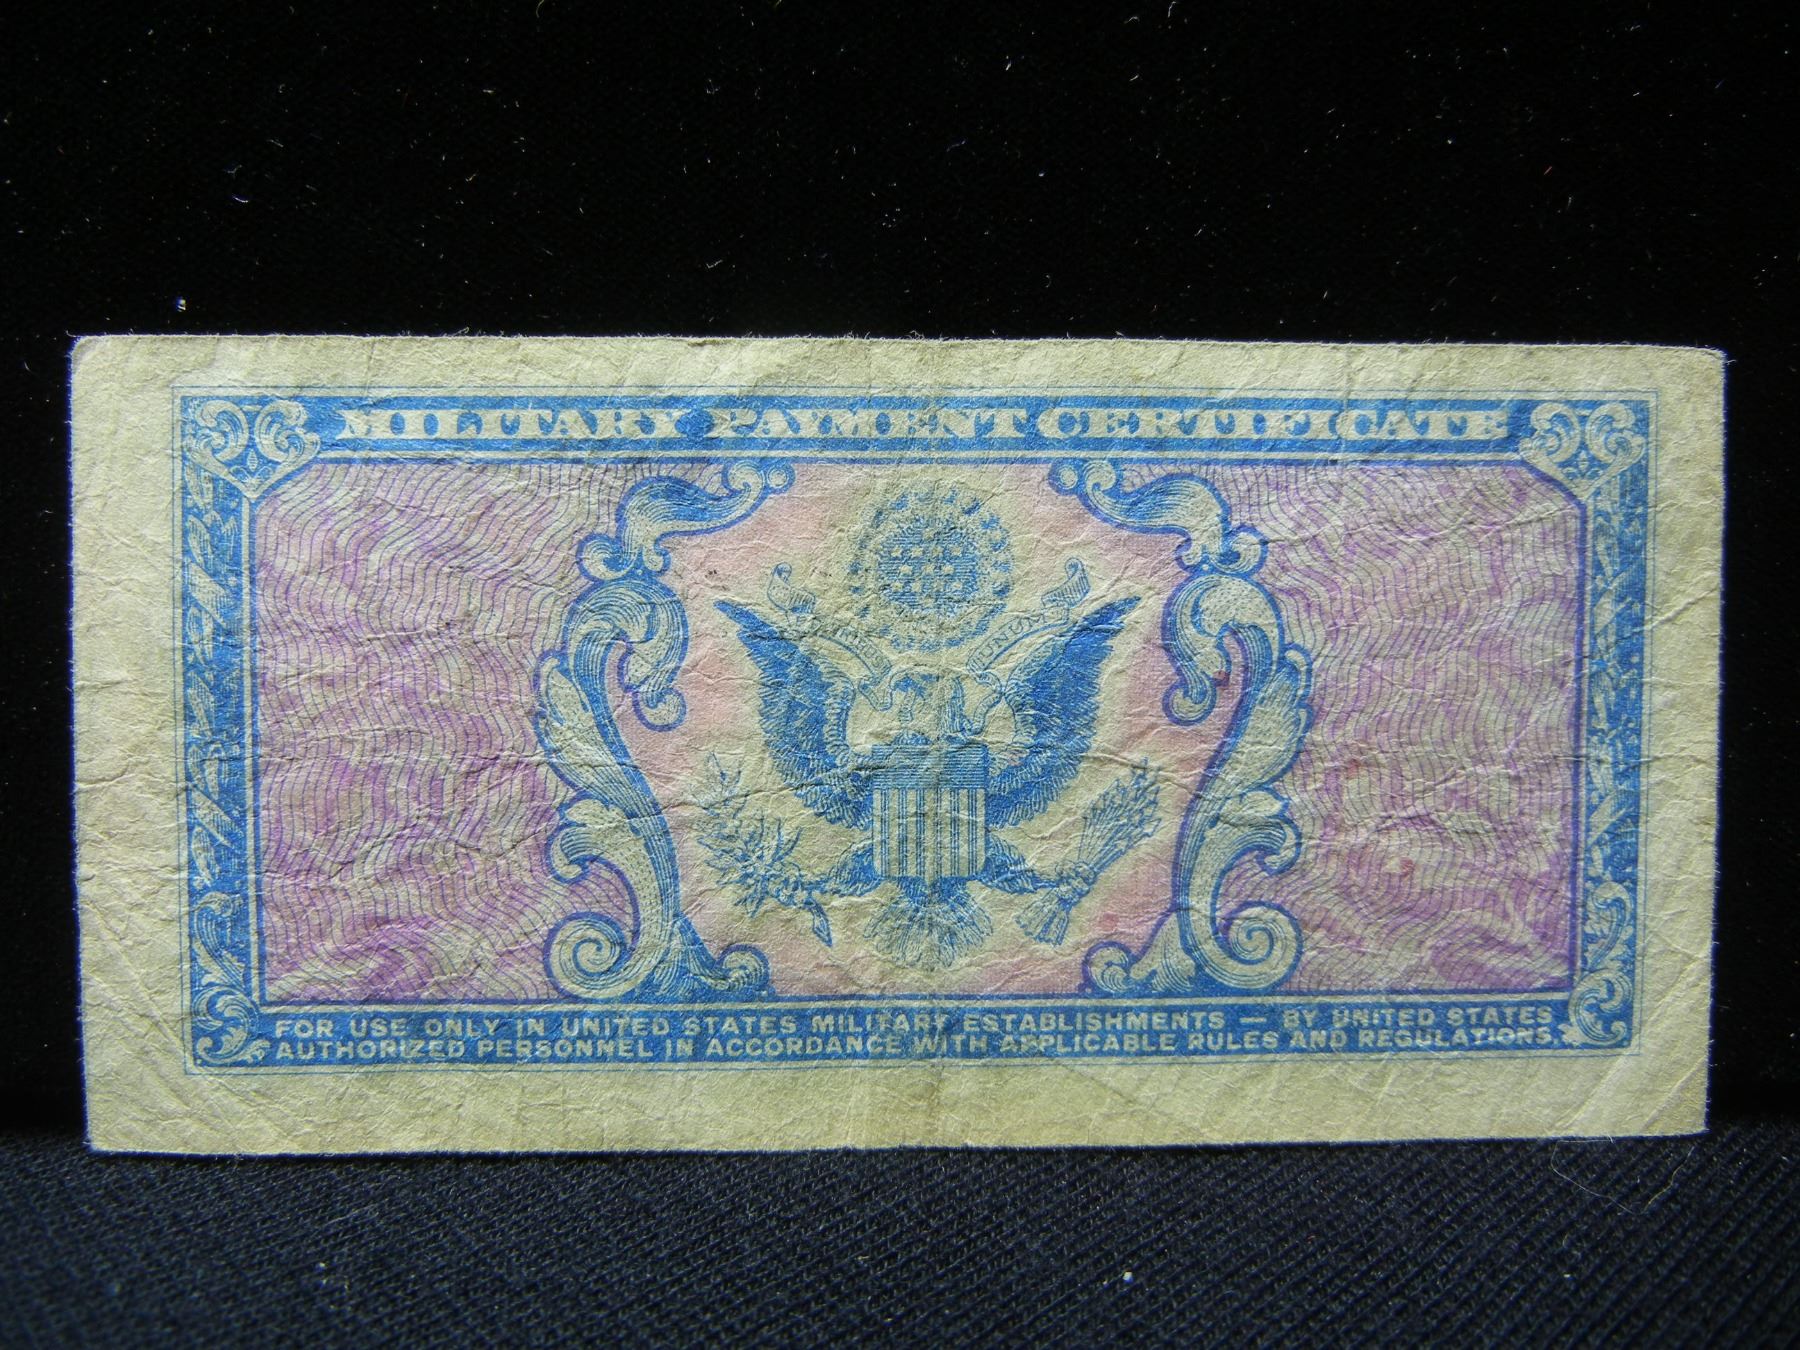 MILITARY PAYMENT CERTIFICATE
UNUM
FOR USE ONLY IN UNITED STATES MILITARY ESTABLISHMENTS — BY UNITED STATES
AUTHORIZED PERSONNEL IN ACCORDANCE WITH APPLICABLE RULES AND REGULATIONS.